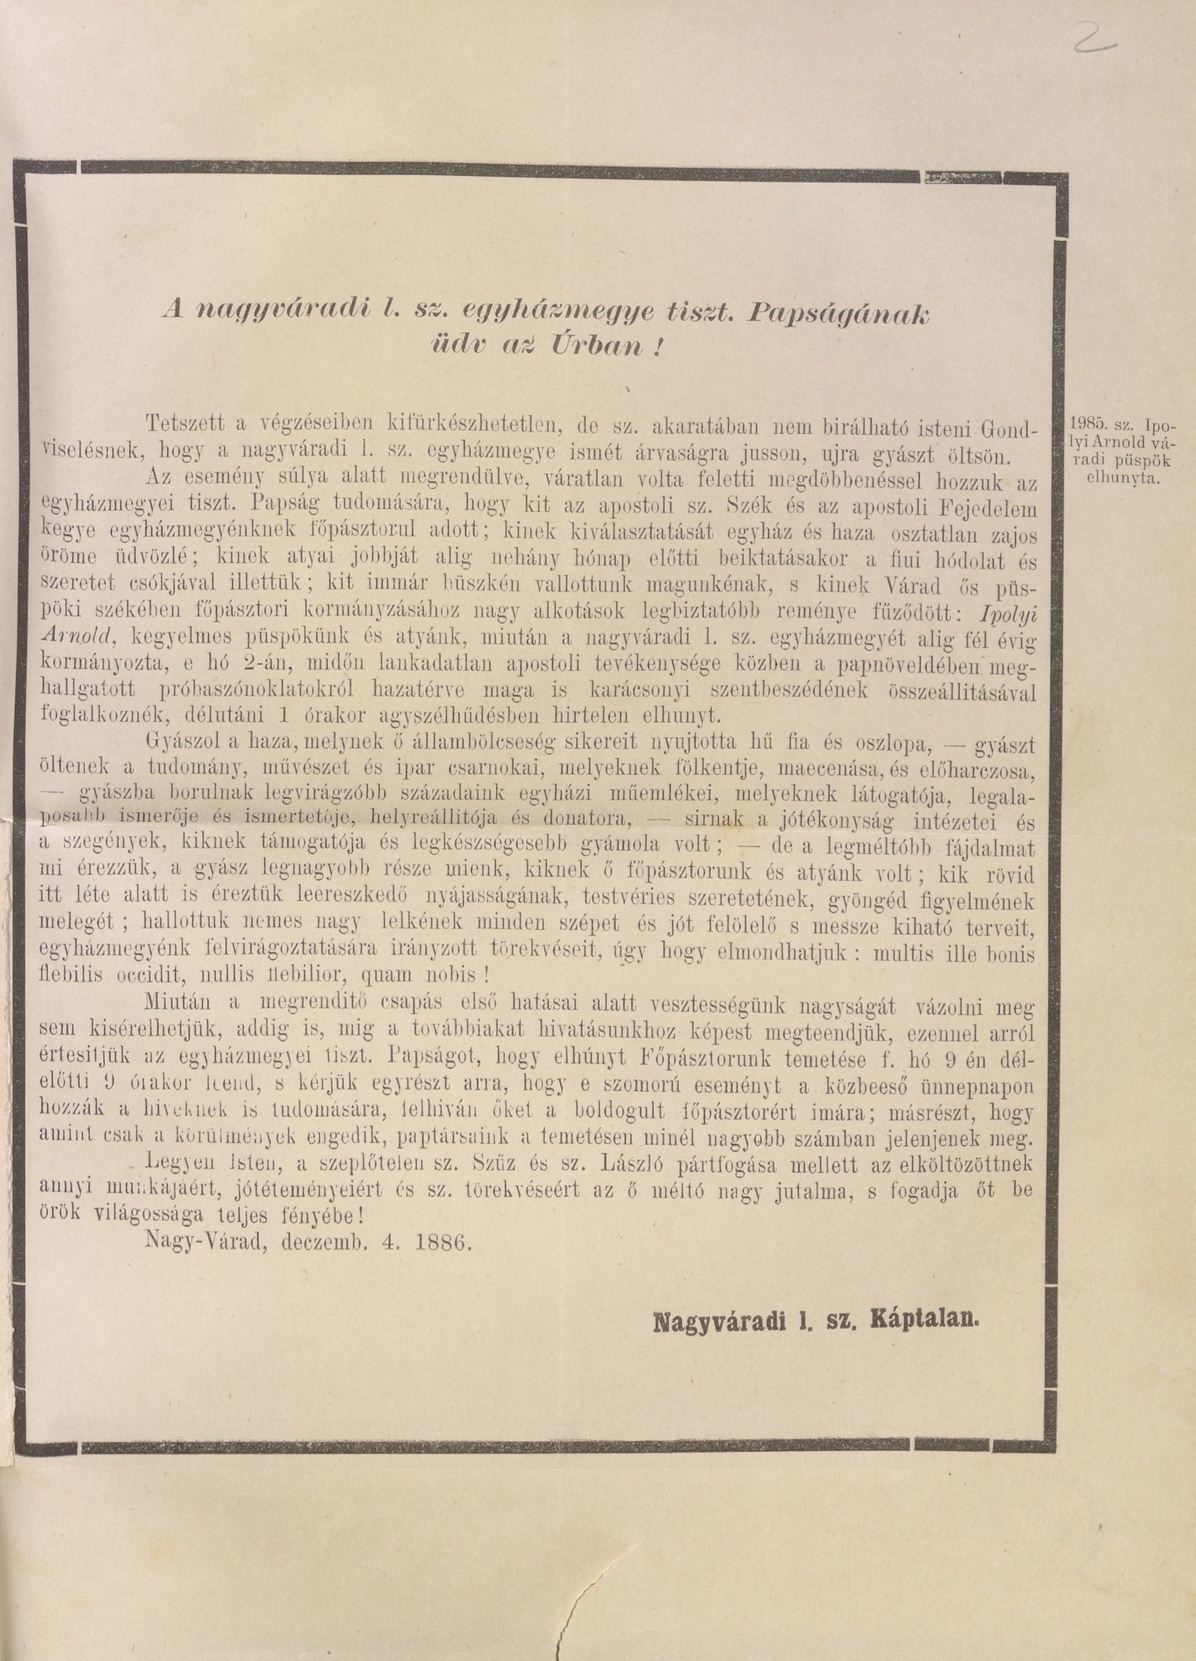 2
A nagyváradi l. sz. egyházmegye tiszt. Papságának
üdv az Úrban !
Tetszett a végzéseiben kifürkészhetetlen, de sz. akaratában nem birálható isteni Gond-
viselésnek, hogy a nagyváradi l. sz. egyházmegye ismét árvaságra jusson, ujra gyászt öltsön.
1985. sz. Ipo-
lyi Arnold vá-
radi püspök
elhunyta.
Az esemény súlya alatt megrendülve, váratlan volta feletti megdöbbenéssel hozzuk az
egyházmegyei tiszt. Papság tudomására, hogy kit az apostoli sz. Szék és az apostoli Fejedelem
kegye egyházmegyénknek főpásztorul adott; kinek kiválasztatását egyház és haza osztatlan zajos
öröme üdvözlé; kinek atyai jobbját alig nehány hónap előtti beiktatásakor a fiui hódolat és
szeretet csókjával illettük; kit immár büszkén vallottunk magunkénak, s kinek Várad ős püs-
pöki székében főpásztori kormányzásához nagy alkotások legbiztatóbb reménye fűződött: Ipolyi
Arnold, kegyelmes püspökünk és atyánk, miután a nagyváradi l. sz. egyházmegyét alig fél évig
kormányozta, e hó 2-án, midőn lankadatlan apostoli tevékenysége közben a papnöveldében meg-
hallgatott próbaszónoklatokról hazatérve maga is karácsonyi szentbeszédének összeállitásával
foglalkoznék, délutáni 1 órakor agyszélhűdésben hirtelen elhunyt.
Gyászol a haza, melynek ő állambölcseség sikereit nyujtotta hű fia és oszlopa, — gyászt
öltenek a tudomány, művészet és ipar csarnokai, melyeknek fölkentje, maecenása, és előharczosa,
— gyászba borulnak legvirágzóbb századaink egyházi műemlékei, melyeknek látogatója, legala-
posabb ismerője és ismertetője, helyreállitója és donatora, — sirnak a jótékonyság intézetei és
a szegények, kiknek támogatója és legkészségesebb gyámola volt; — de a legméltóbb fájdalmat
mi érezzük, a gyász legnagyobb része mienk, kiknek ő főpásztorunk és atyánk volt; kik rövid
itt léte alatt is éreztük leereszkedő nyájasságának, testvéries szeretetének, gyöngéd figyelmének
melegét; hallottuk nemes nagy lelkének minden szépet és jót felölelő s messze kiható terveit,
egyházmegyénk felvirágoztatására irányzott törekvéseit, úgy hogy elmondhatjuk: multis ille bonis
flebilis occidit, nullis flebilior, quam nobis !
Miután a megrenditő csapás első hatásai alatt vesztességünk nagyságát vázolni meg
sem kisérelhetjük, addig is, mig a továbbiakat hivatásunkhoz képest megteendjük, ezennel arról
értesitjük az egyházmegyei tiszt. Papságot, hogy elhúnyt Főpásztorunk temetése f. hó 9 én dél-
előtti 9 órakor leend, s kérjük egyrészt arra, hogy e szomorú eseményt a közbeeső ünnepnapon
hozzák a hiveknek is tudomására, felhiván őket a boldogult főpásztorért imára; másrészt, hogy
amint csak a körülmények engedik, paptársaink a temetésen minél nagyobb számban jelenjenek meg.
Legyen Isten, a szeplőtelen sz. Szűz és sz. László pártfogása mellett az elköltözöttnek
annyi munkájáért, jótéteményeiért és sz. törekvéseért az ő méltó nagy jutalma, s fogadja őt be
örök világossága teljes fényébe!
Nagy-Várad, deczemb. 4. 1886.
Nagyváradi l. sz. Káptalan.